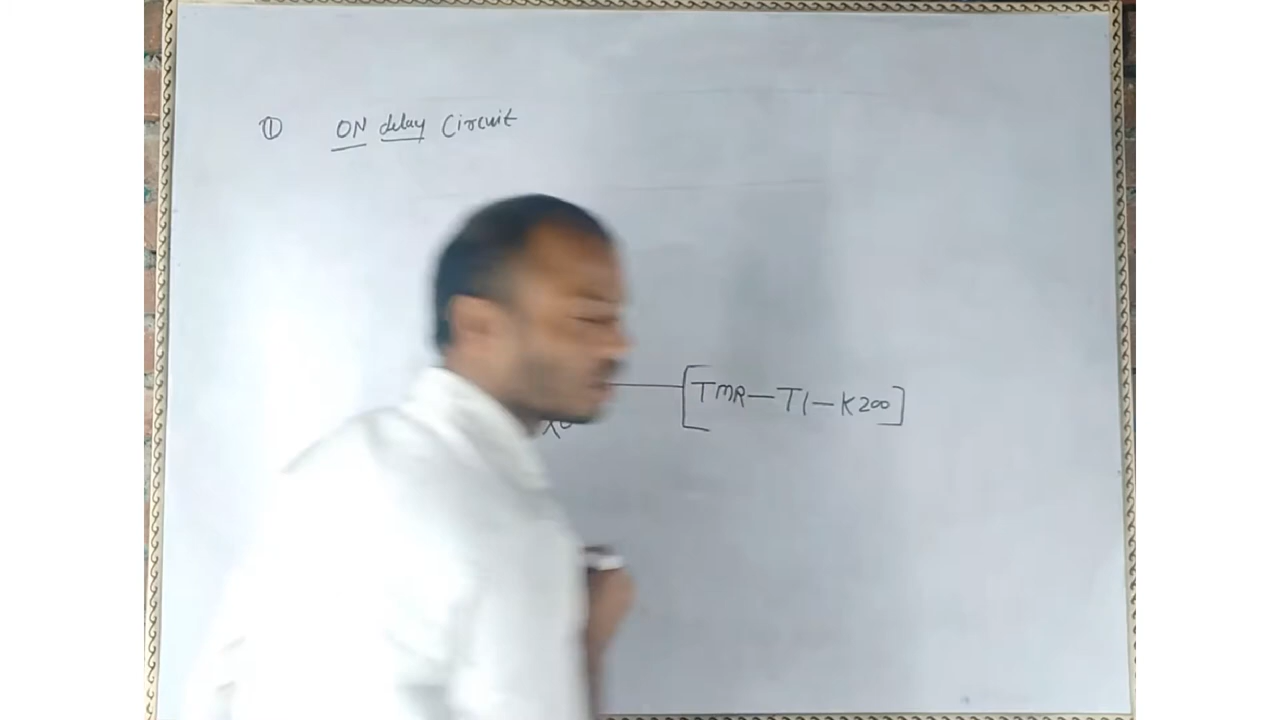 ① ON delay Circuit
[TMR—T1—K200]